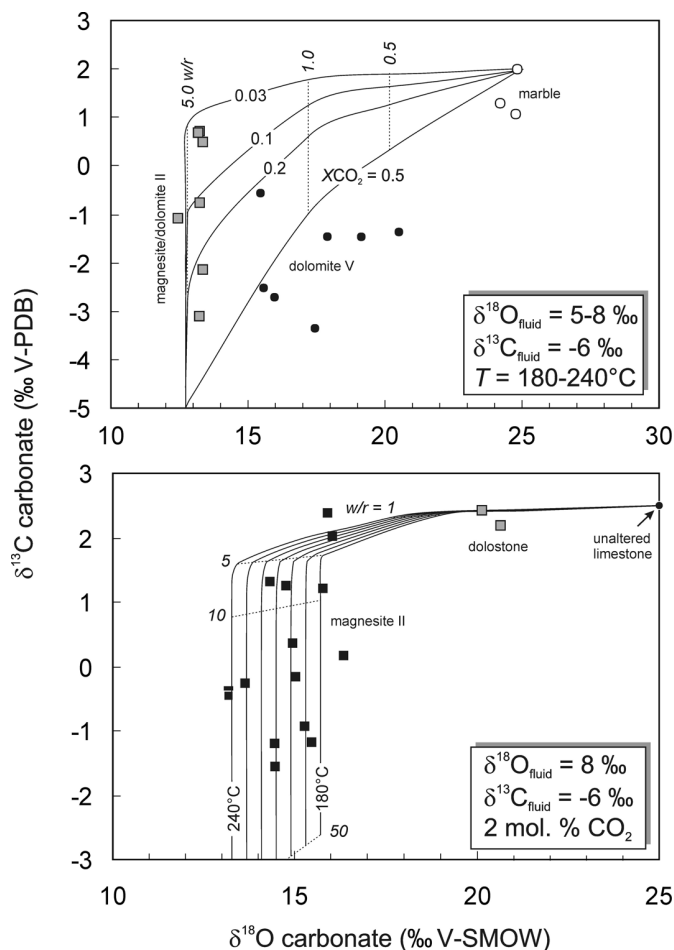 δ13C carbonate (‰ V-PDB)
3
2
1
0
-1
-2
-3
-4
-5
10
15
20
25
30
5.0 w/r
1.0
0.5
0.03
0.1
0.2
XCO2 = 0.5
marble
magnesite/dolomite II
dolomite V
δ18Ofluid = 5-8 ‰
δ13Cfluid = -6 ‰
T = 180-240°C
3
2
1
0
-1
-2
-3
10
15
20
25
w/r = 1
5
10
50
dolostone
unaltered
limestone
magnesite II
240°C
180°C
δ18Ofluid = 8 ‰
δ13Cfluid = -6 ‰
2 mol. % CO2
δ18O carbonate (‰ V-SMOW)